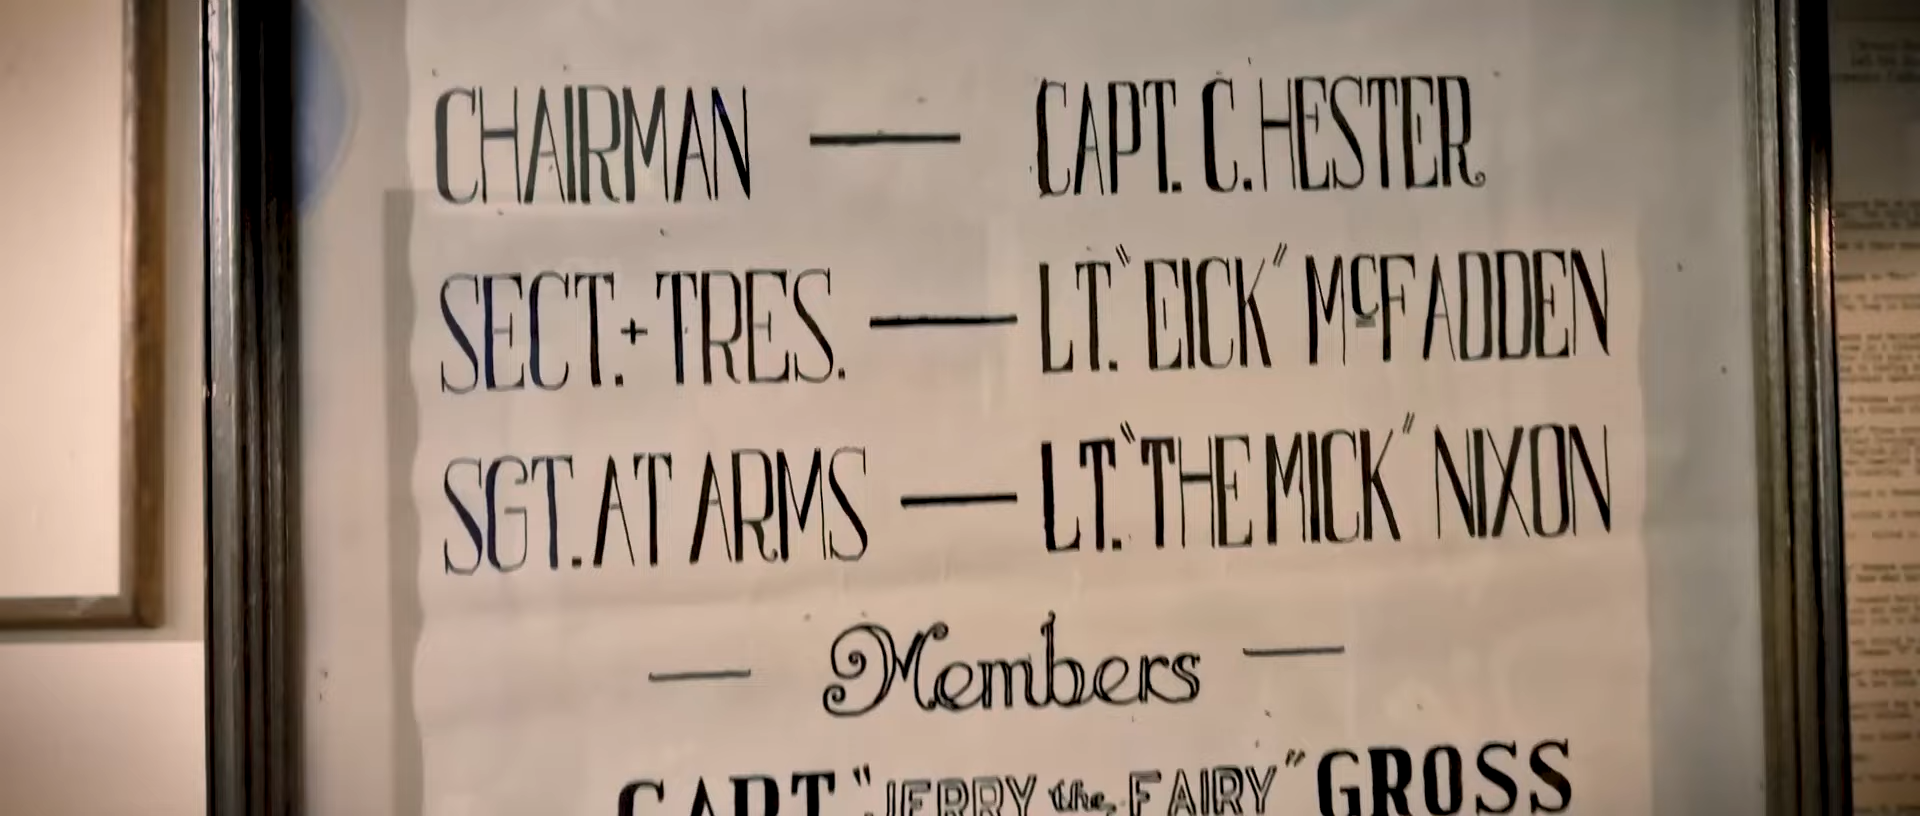 CHAIRMAN — CAPT. C. HESTER
SECT. + TRES. — LT. "EICK" McFADDEN
SGT. AT ARMS — LT. "THE MICK" NIXON
— Members —
CAPT "JERRY the FAIRY" GROSS